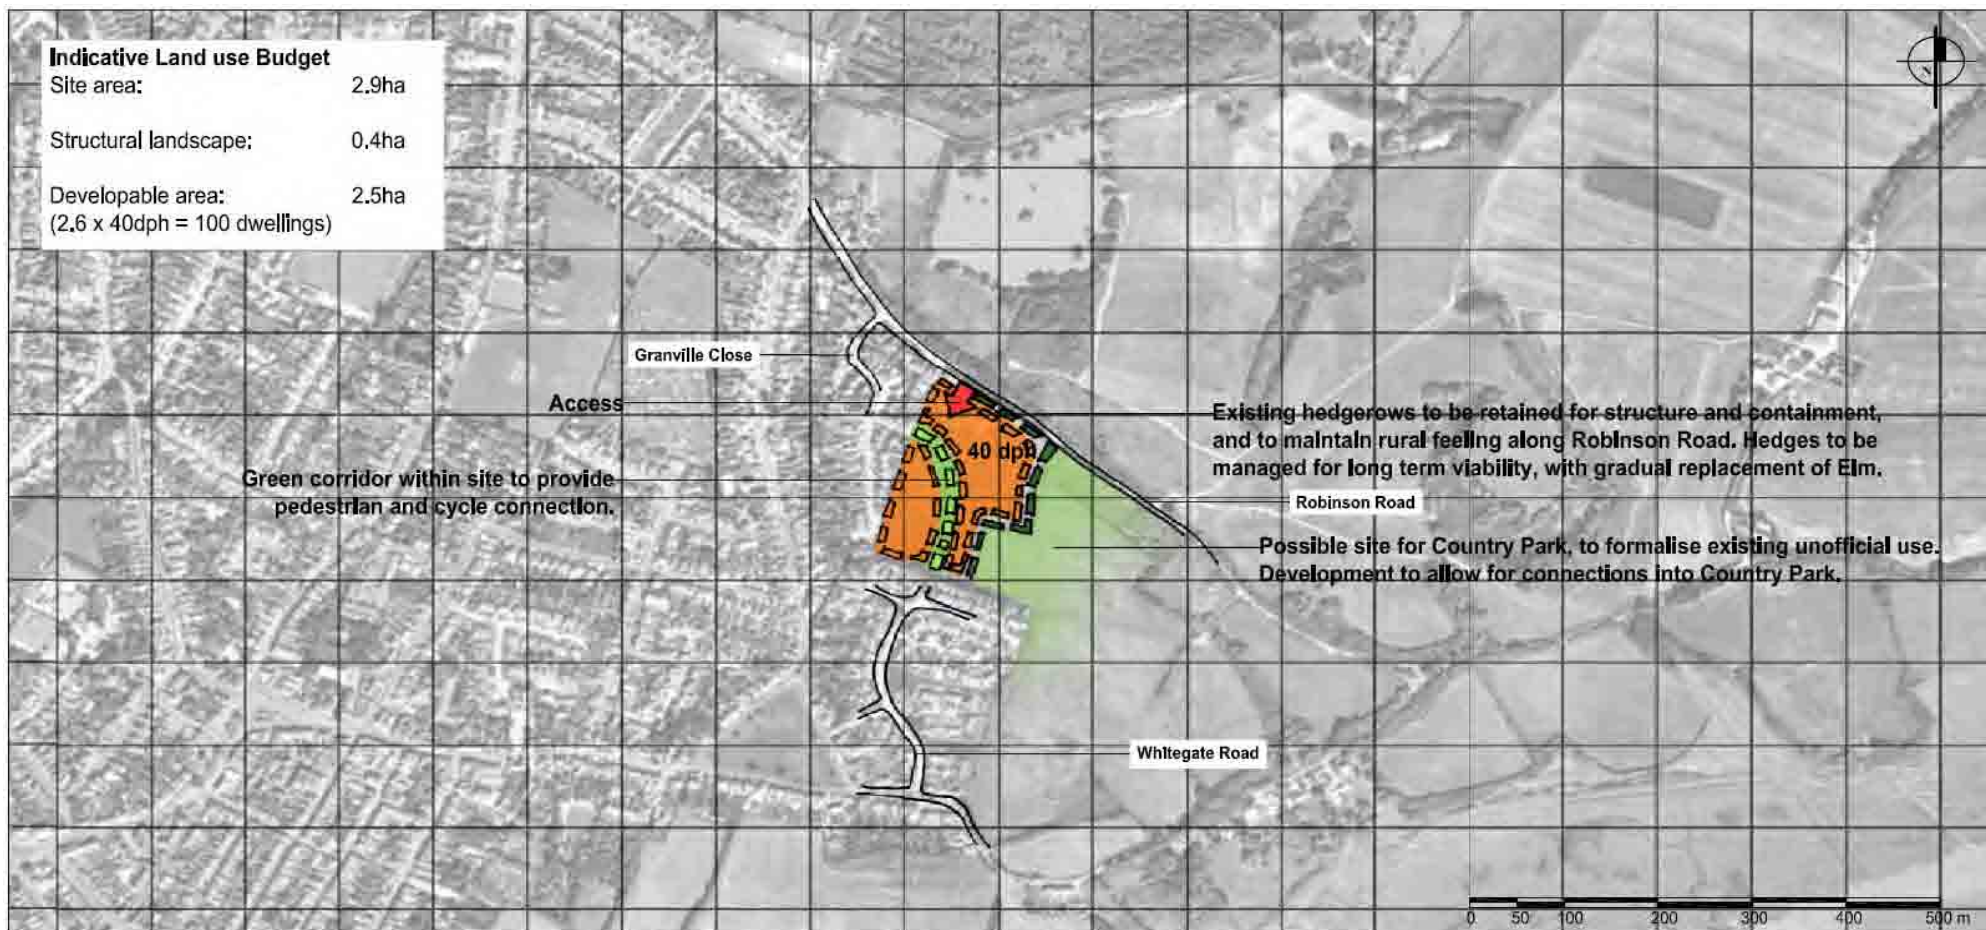 Indicative Land use Budget
Site area: 2.9ha
Structural landscape: 0.4ha
Developable area: 2.5ha
(2.6 x 40dph = 100 dwellings)
N
Granville Close
Access
40 dph
Existing hedgerows to be retained for structure and containment,
and to maintain rural feeling along Robinson Road. Hedges to be
managed for long term viability, with gradual replacement of Elm.
Green corridor within site to provide
pedestrian and cycle connection.
Robinson Road
Possible site for Country Park, to formalise existing unofficial use.
Development to allow for connections into Country Park.
Whitegate Road
0 50 100 200 300 400 500 m